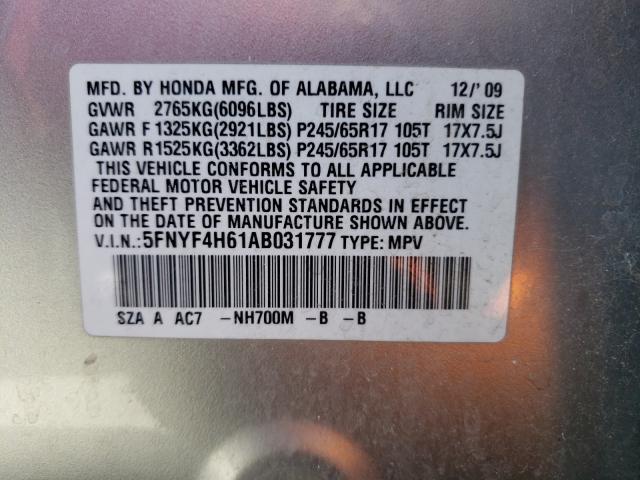 MFD. BY HONDA MFG. OF ALABAMA, LLC 12/'09
GVWR 2765KG(6096LBS) TIRE SIZE RIM SIZE
GAWR F 1325KG(2921LBS) P245/65R17 105T 17X7.5J
GAWR R1525KG(3362LBS) P245/65R17 105T 17X7.5J
THIS VEHICLE CONFORMS TO ALL APPLICABLE
FEDERAL MOTOR VEHICLE SAFETY
AND THEFT PREVENTION STANDARDS IN EFFECT
ON THE DATE OF MANUFACTURE SHOWN ABOVE.
V.I.N.:5FNYF4H61AB031777 TYPE: MPV
SZA A AC7 -NH700M -B -B